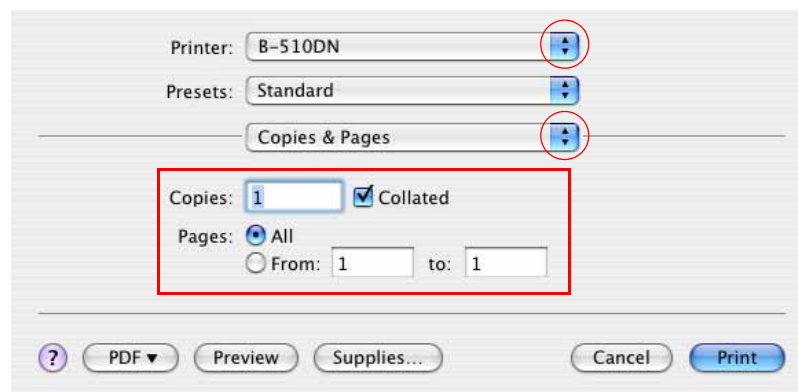 Printer: B-510DN
Presets: Standard
Copies & Pages
Copies: 1 Collated
Pages: All
From: 1 to: 1
? PDF ▼ Preview Supplies... Cancel Print